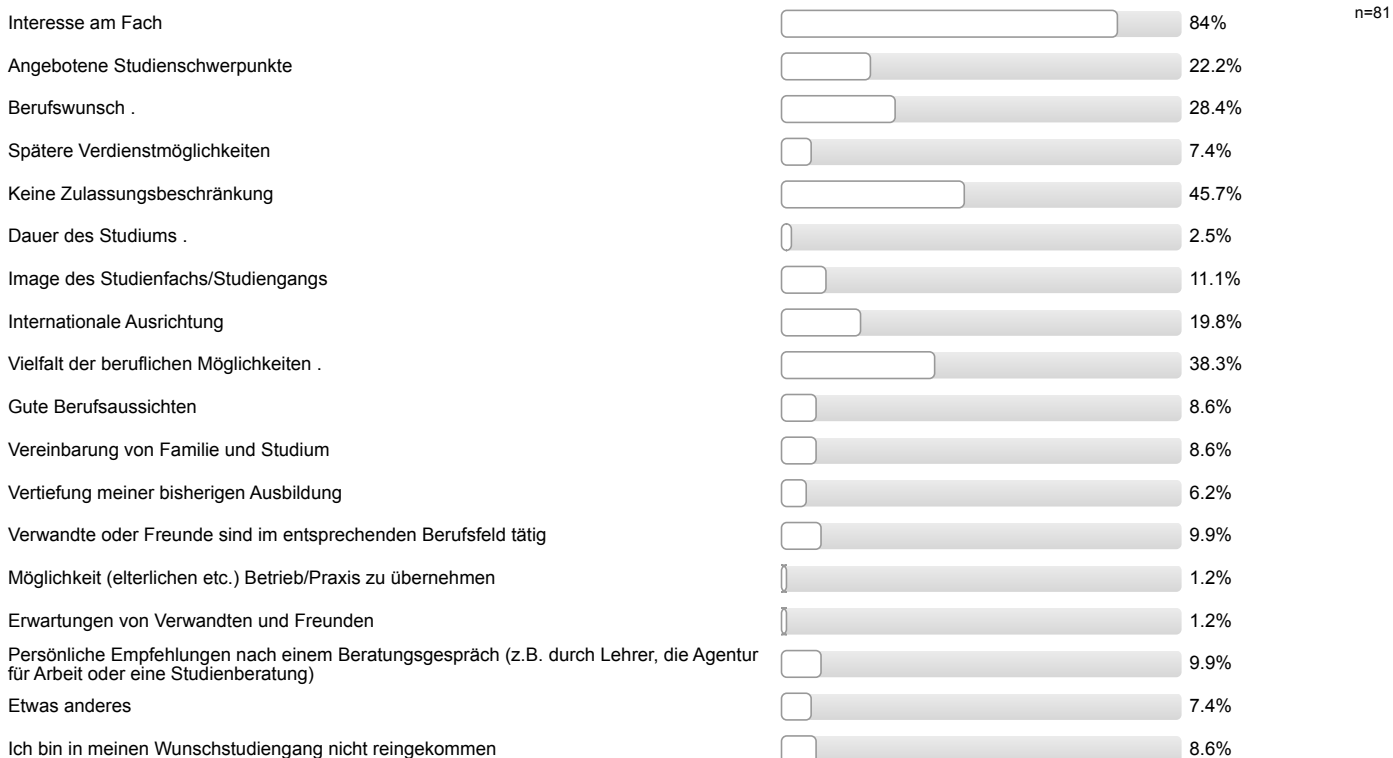 Interesse am Fach 84% n=81
Angebotene Studienschwerpunkte 22.2%
Berufswunsch . 28.4%
Spätere Verdienstmöglichkeiten 7.4%
Keine Zulassungsbeschränkung 45.7%
Dauer des Studiums . 2.5%
Image des Studienfachs/Studiengangs 11.1%
Internationale Ausrichtung 19.8%
Vielfalt der beruflichen Möglichkeiten . 38.3%
Gute Berufsaussichten 8.6%
Vereinbarung von Familie und Studium 8.6%
Vertiefung meiner bisherigen Ausbildung 6.2%
Verwandte oder Freunde sind im entsprechenden Berufsfeld tätig 9.9%
Möglichkeit (elterlichen etc.) Betrieb/Praxis zu übernehmen 1.2%
Erwartungen von Verwandten und Freunden 1.2%
Persönliche Empfehlungen nach einem Beratungsgespräch (z.B. durch Lehrer, die Agentur
für Arbeit oder eine Studienberatung) 9.9%
Etwas anderes 7.4%
Ich bin in meinen Wunschstudiengang nicht reingekommen 8.6%